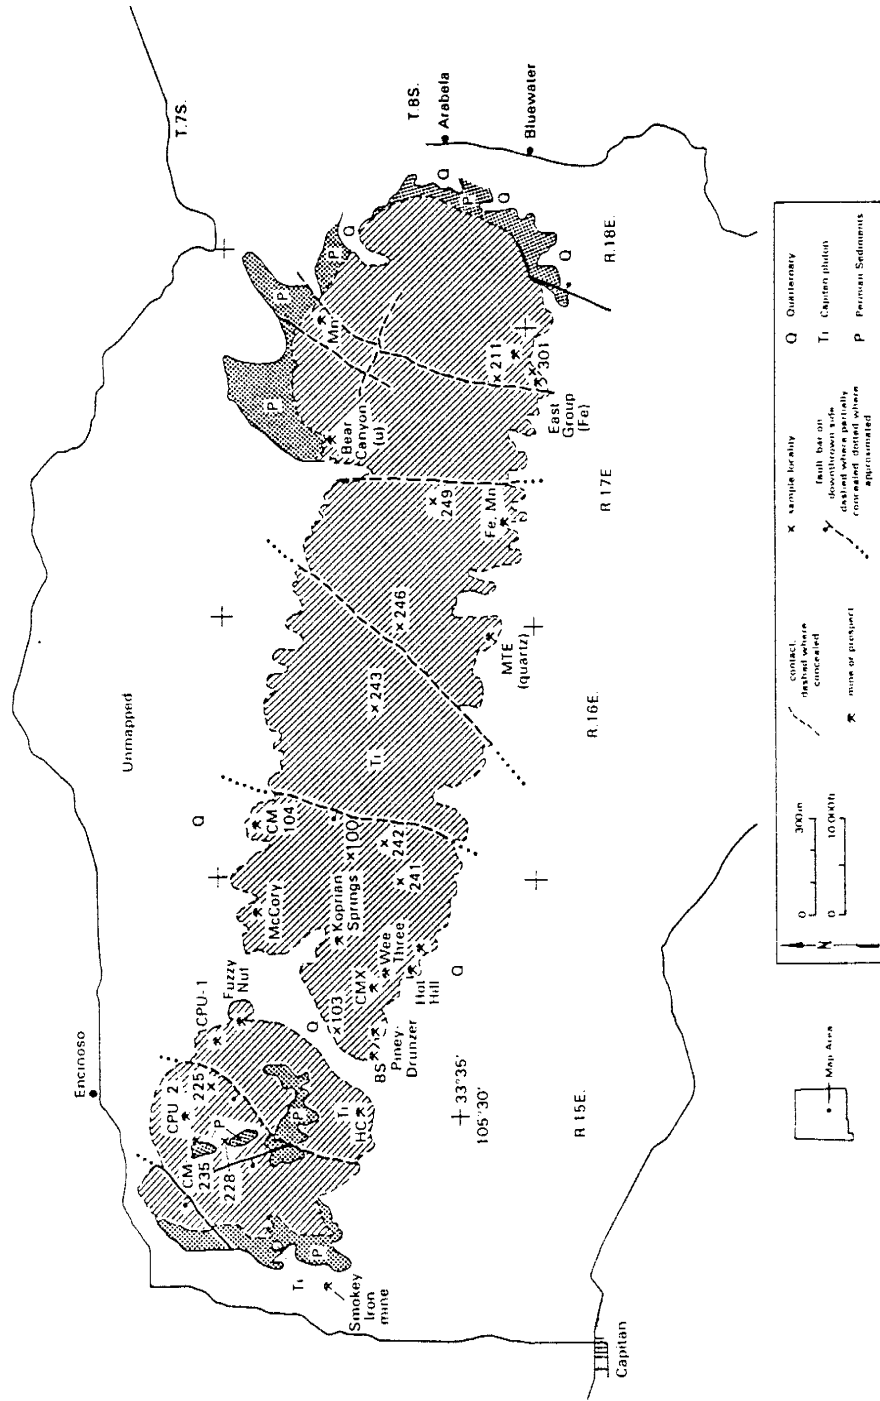 T.7S.
Encinoso
Unmapped
T.8S.
Arabela
Bluewater
Q
P
Mn
Bear
Canyon
(u)
211
301
East
Group
(Fe)
R.18E.
249
Fe, Mn
R.17E
246
MTE
(quartz)
243
Ti
R.16E.
Q
CM
104
100
242
241
McCory
Koprian
Springs
Wee
Three
CMX
Hot
Hill
Q
103
BS
Piney-
Drunzer
Fuzzy
Nut
CPU-1
CPU 2
225
CM
235
228
P
Ti
HC
33°35'
105°30'
R.15E.
Q
P
Ti
Smokey
Iron
mine
Capitan
Map Area
N
0 300m
0 10,000ft
contact,
dashed where
concealed
mine or prospect
x sample locality
fault bar on
downthrown side
dashed where partially
concealed, dotted where
approximated
Q Quaternary
Ti Capitan pluton
P Permian Sediments